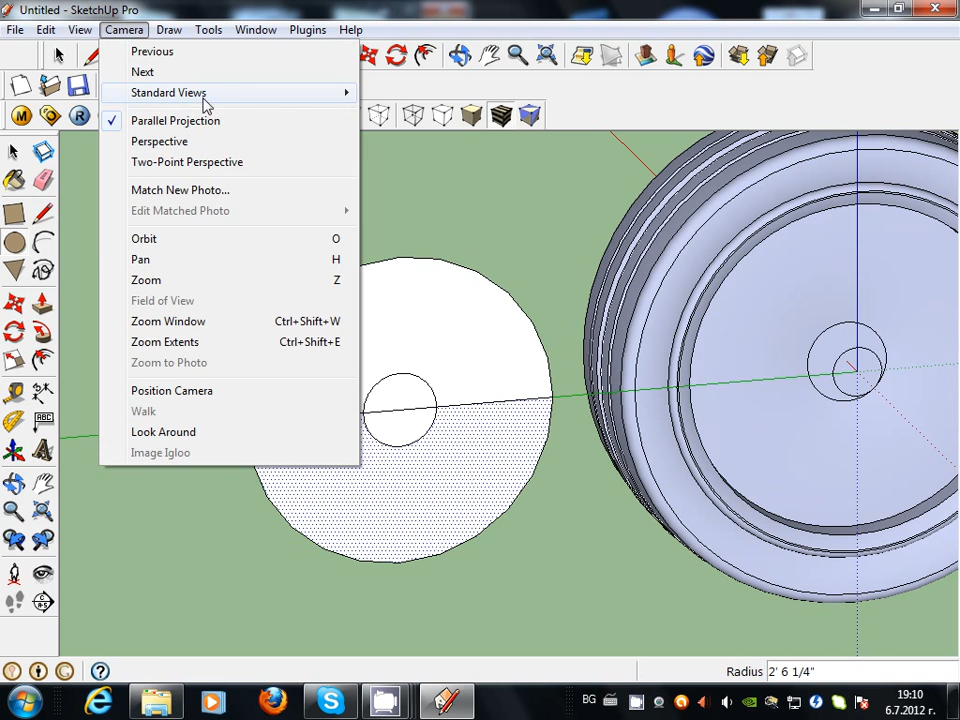 Untitled - SketchUp Pro
File Edit View Camera Draw Tools Window Plugins Help
Previous
Next
Standard Views
Parallel Projection
Perspective
Two-Point Perspective
Match New Photo...
Edit Matched Photo
Orbit O
Pan H
Zoom Z
Field of View
Zoom Window Ctrl+Shift+W
Zoom Extents Ctrl+Shift+E
Zoom to Photo
Position Camera
Walk
Look Around
Image Igloo
M R
ABC
Radius 2' 6 1/4"
BG
19:10
6.7.2012 г.